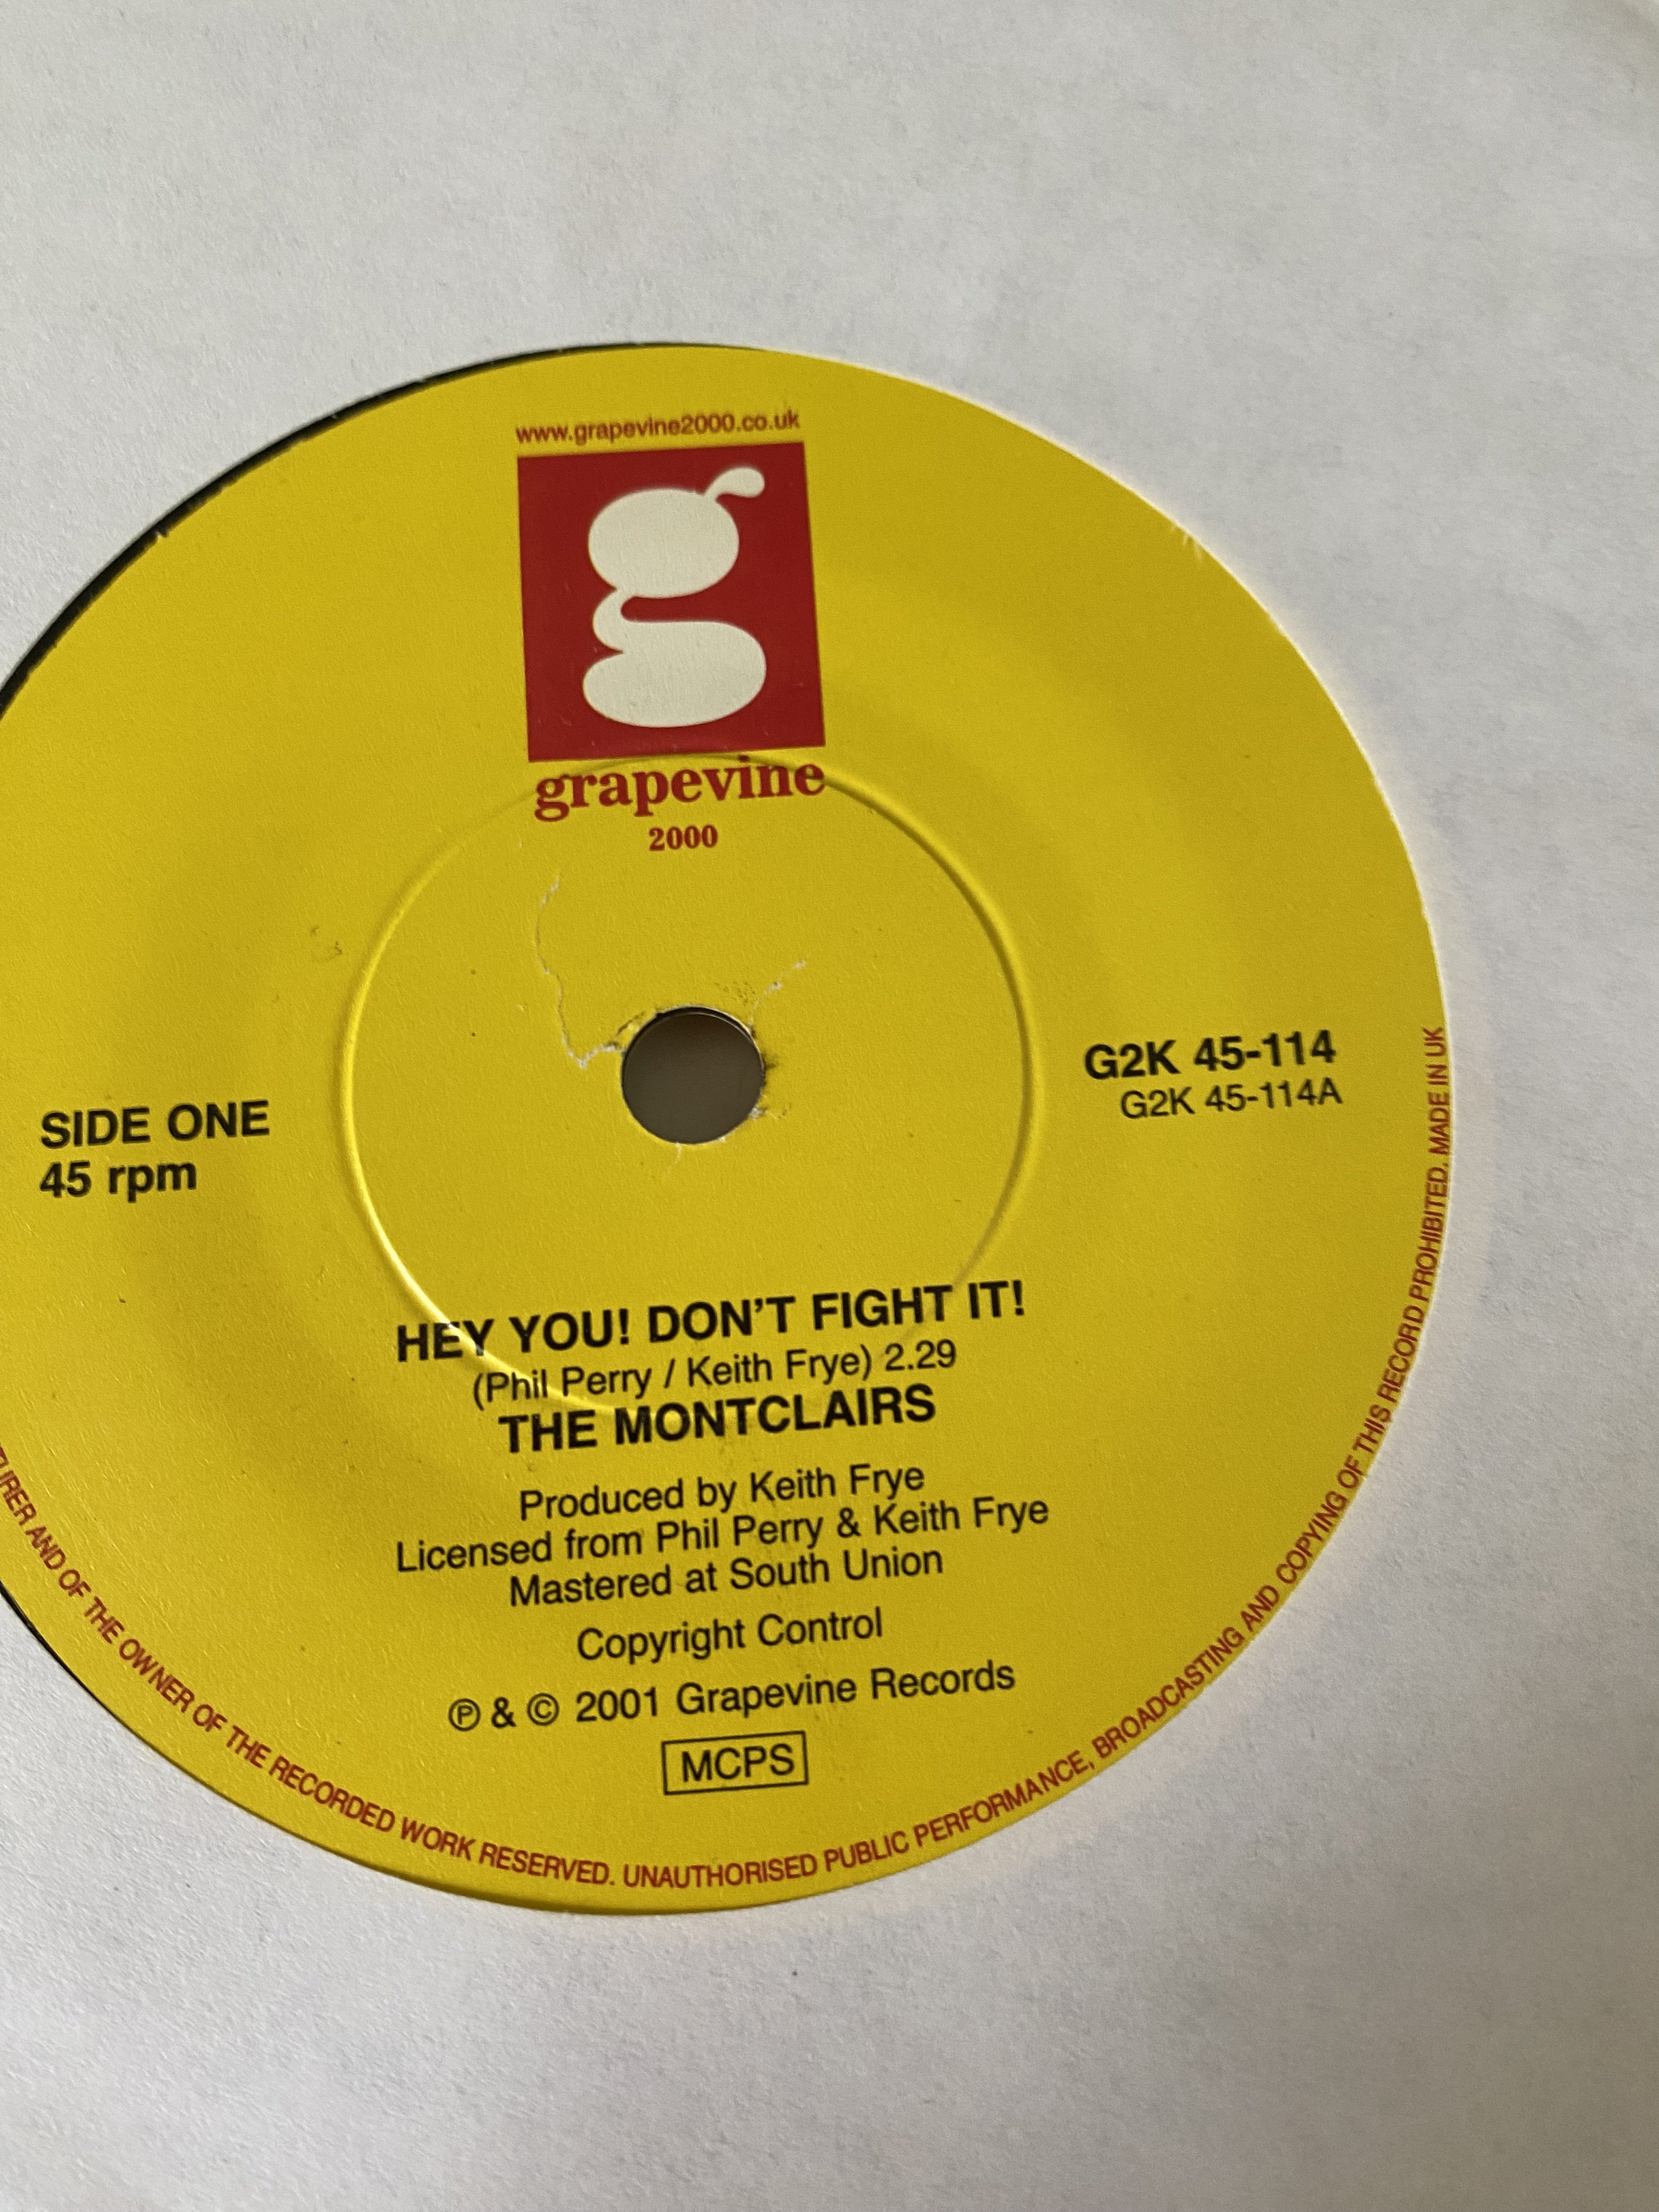 www.grapevine2000.co.uk
g
grapevine
2000
SIDE ONE
45 rpm
G2K 45-114
G2K 45-114A
HEY YOU! DON'T FIGHT IT!
(Phil Perry / Keith Frye) 2.29
THE MONTCLAIRS
Produced by Keith Frye
Licensed from Phil Perry & Keith Frye
Mastered at South Union
Copyright Control
℗ & © 2001 Grapevine Records
MCPS
AND OF THE OWNER OF THE RECORDED WORK RESERVED. UNAUTHORISED PUBLIC PERFORMANCE, BROADCASTING AND COPYING OF THIS RECORD PROHIBITED. MADE IN UK